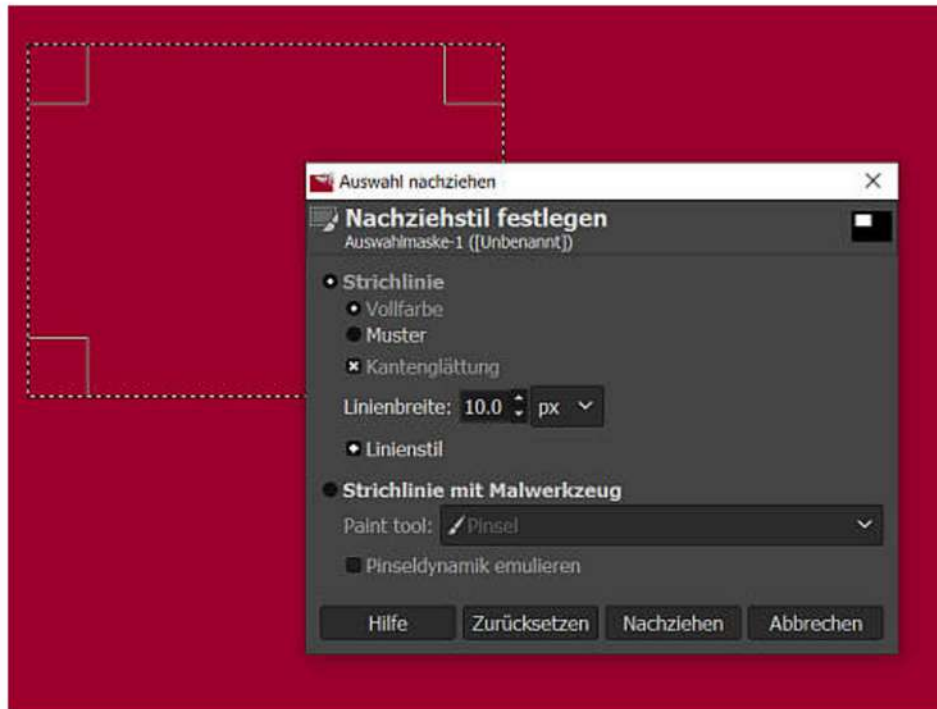 Auswahl nachziehen
Nachziehstil festlegen
Auswahlmaske-1 ([Unbenannt])
Strichlinie
Vollfarbe
Muster
Kantenglättung
Linienbreite: 10.0 px
Linienstil
Strichlinie mit Malwerkzeug
Paint tool: Pinsel
Pinseldynamik emulieren
Hilfe Zurücksetzen Nachziehen Abbrechen